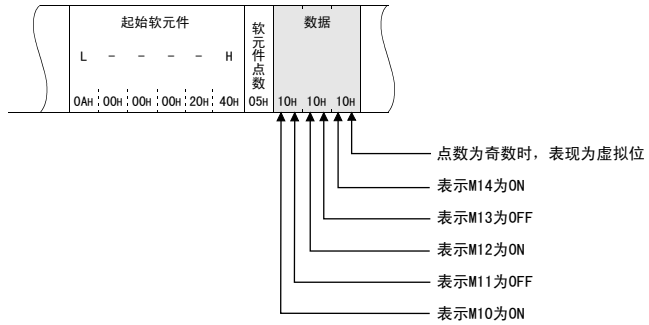 起始软元件
L - - - - H
0AH 00H 00H 00H 20H 40H
软元件点数
05H
数据
10H 10H 10H
点数为奇数时，表现为虚拟位
表示M14为ON
表示M13为OFF
表示M12为ON
表示M11为OFF
表示M10为ON